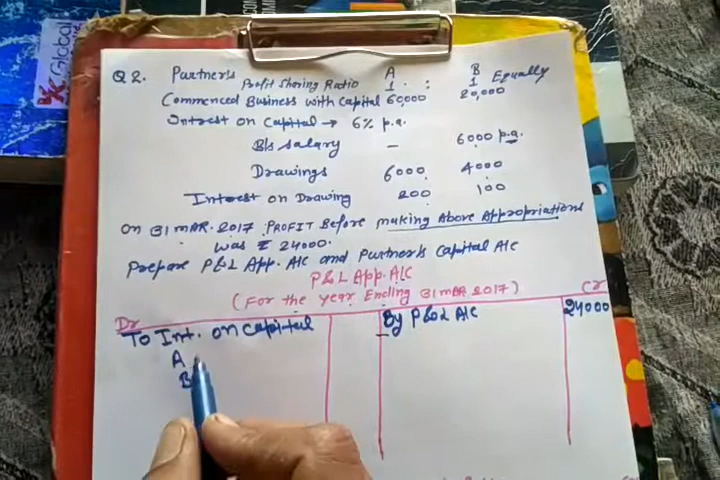 Global
Q2. Partners A B
Profit Sharing Ratio 1 : 1 Equally
Commenced Business with Capital 60,000 20,000
Interest on Capital → 6% p.a.
B's Salary — 6000 p.a.
Drawings 6000 4000
Interest on Drawing 200 100
On 31 MAR. 2017 PROFIT Before making Above Appropriations
was ₹ 24000.
Prepare P&L App. A/c and Partner's Capital A/c
P&L App. A/c
(For the year Ending 31 MAR 2017)
Dr Cr
To Int. on Capital By P&L A/c 24000
A
B